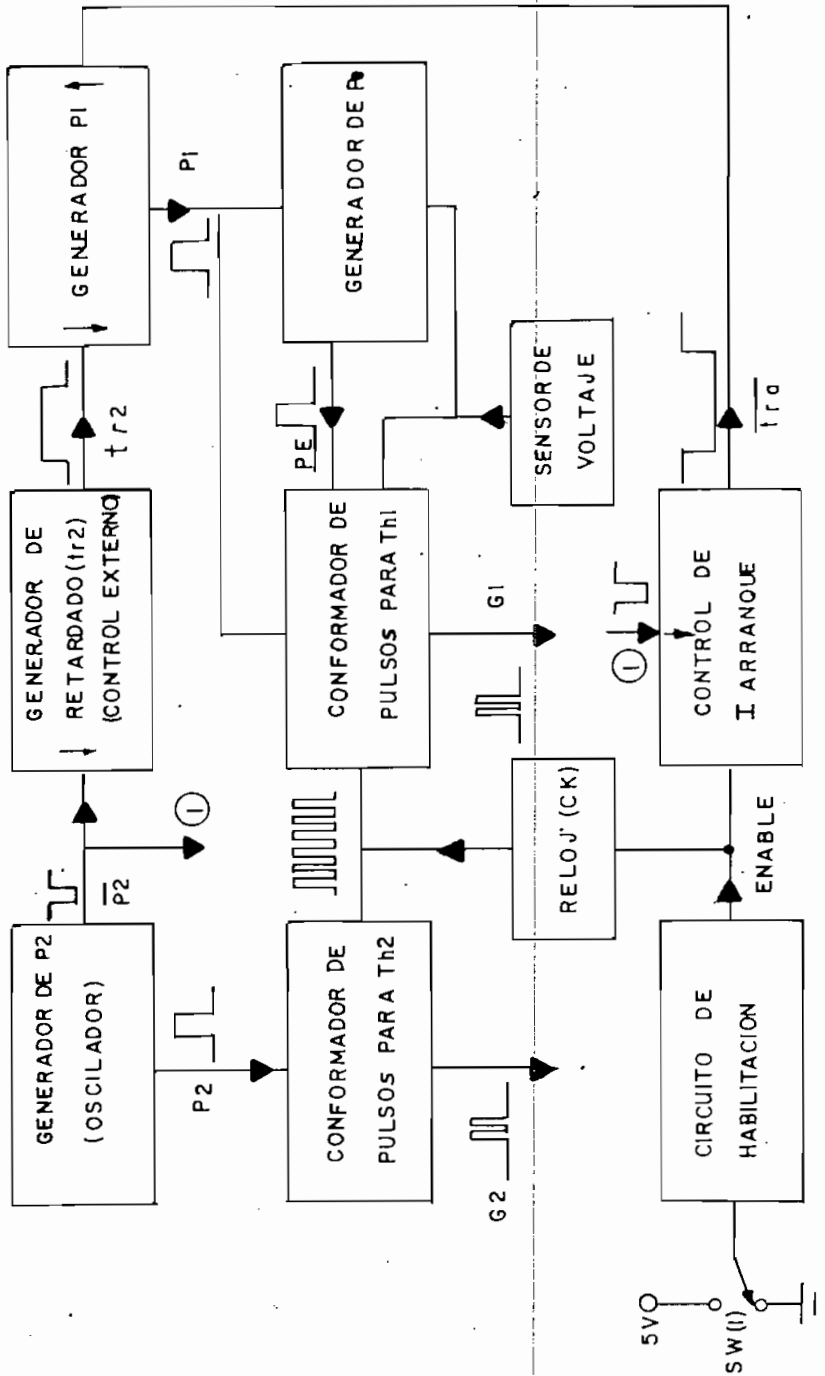 GENERADOR DE P2
(OSCILADOR)
P2
P2
1
GENERADOR DE
RETARDADO (tr2)
(CONTROL EXTERNO)
tr2
GENERADOR P1
P1
CONFORMADOR DE
PULSOS PARA Th2
G2
CONFORMADOR DE
PULSOS PARA Th1
G1
PE
GENERADOR DE
RELOJ (CK)
SENSOR DE
VOLTAJE
5V
SW(1)
CIRCUITO DE
HABILITACION
ENABLE
1
CONTROL DE
I ARRANQUE
tra